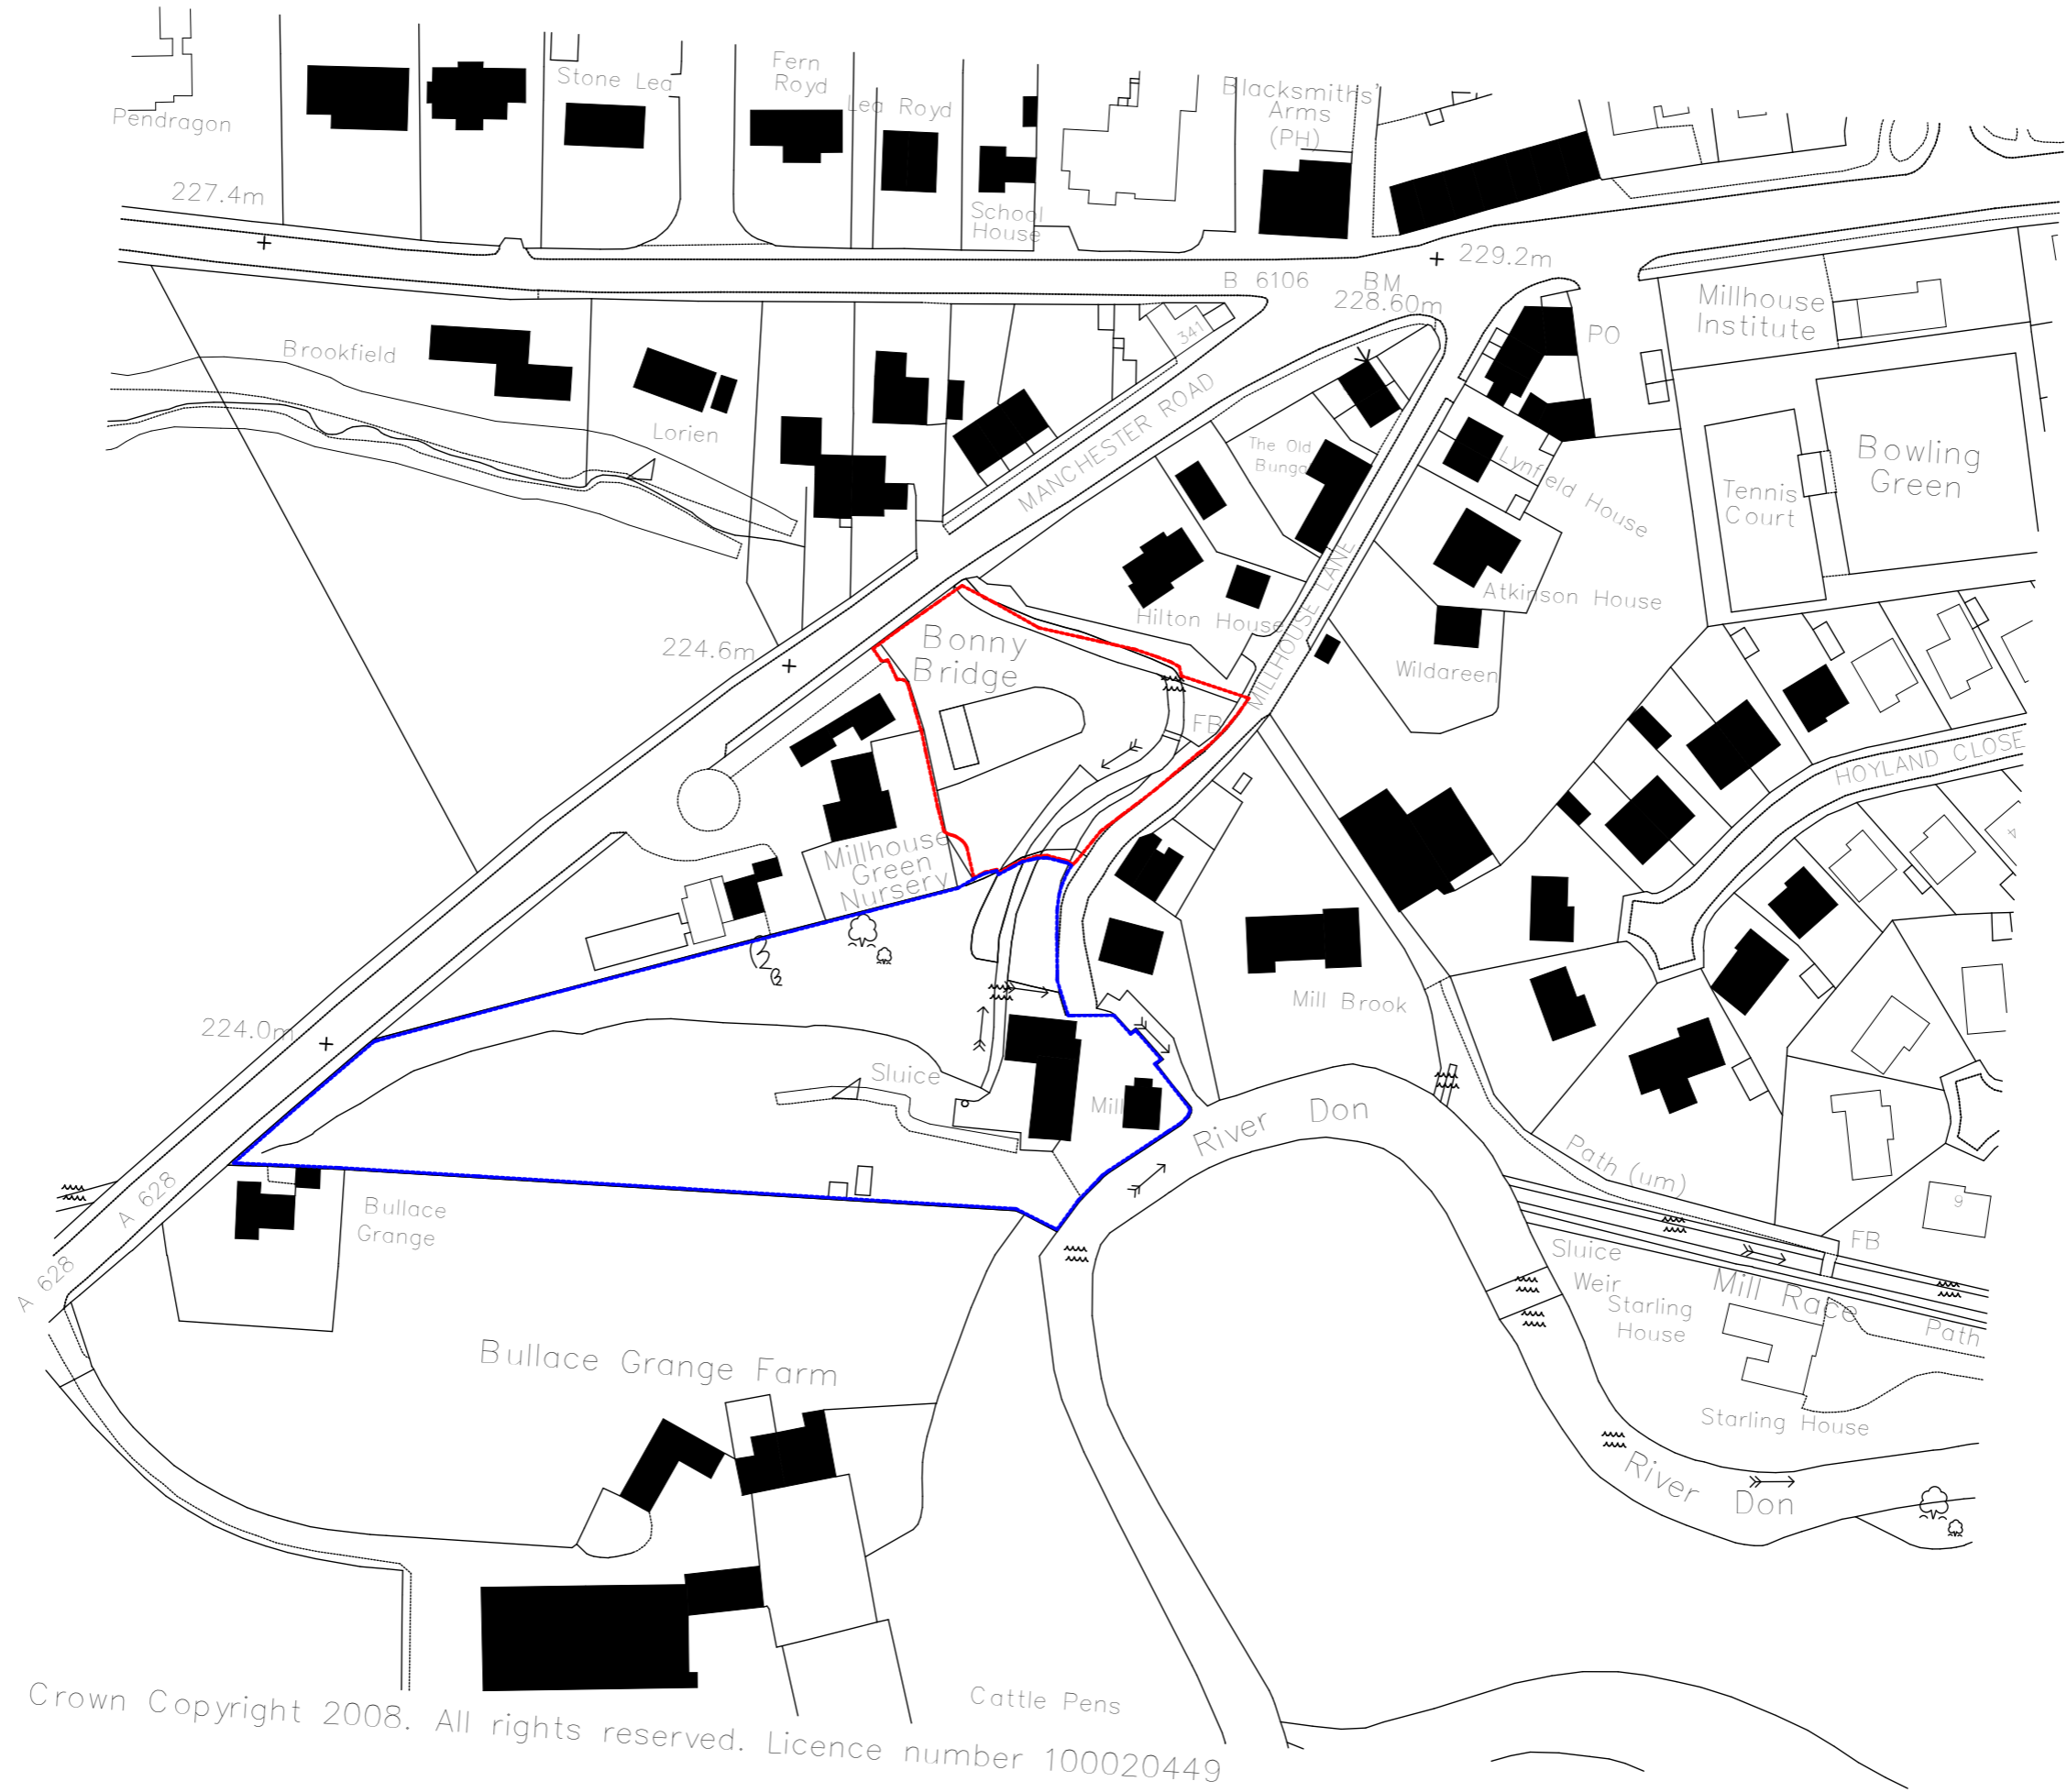 Pendragon
Stone Lea
Fern
Royd
Lea Royd
School
House
Blacksmiths'
Arms
(PH)
227.4m
229.2m
B 6106
BM
228.60m
PO
Millhouse
Institute
341
Brookfield
Lorien
MANCHESTER ROAD
The Old
Lynfield House
Tennis
Court
Bowling
Green
MILLHOUSE LANE
Atkinson House
Hilton House
Wildareen
224.6m
Bonny
Bridge
FB
HOYLAND CLOSE
Millhouse
Green
Nursery
Mill Brook
224.0m
Sluice
Mill
River Don
Path (um)
A 628
A 628
Bullace
Grange
9
FB
Sluice
Weir
Mill Race
Starling
House
Path
Starling House
Bullace Grange Farm
River Don
Cattle Pens
Crown Copyright 2008. All rights reserved. Licence number 100020449